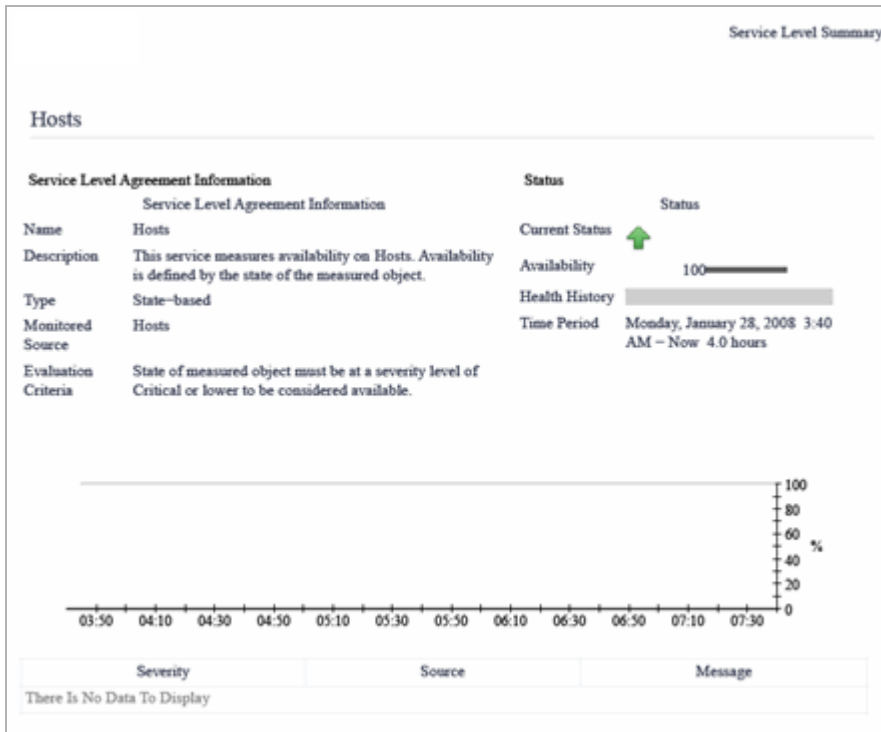 Service Level Summary
Hosts
Service Level Agreement Information
Service Level Agreement Information
Name Hosts
Description This service measures availability on Hosts. Availability
is defined by the state of the measured object.
Type State-based
Monitored Hosts
Source
Evaluation State of measured object must be at a severity level of
Criteria Critical or lower to be considered available.
Status
Status
Current Status
Availability 100
Health History
Time Period Monday, January 28, 2008 3:40
AM - Now 4.0 hours
100
80
60
%
40
20
0
03:50 04:10 04:30 04:50 05:10 05:30 05:50 06:10 06:30 06:50 07:10 07:30
Severity Source Message
There Is No Data To Display